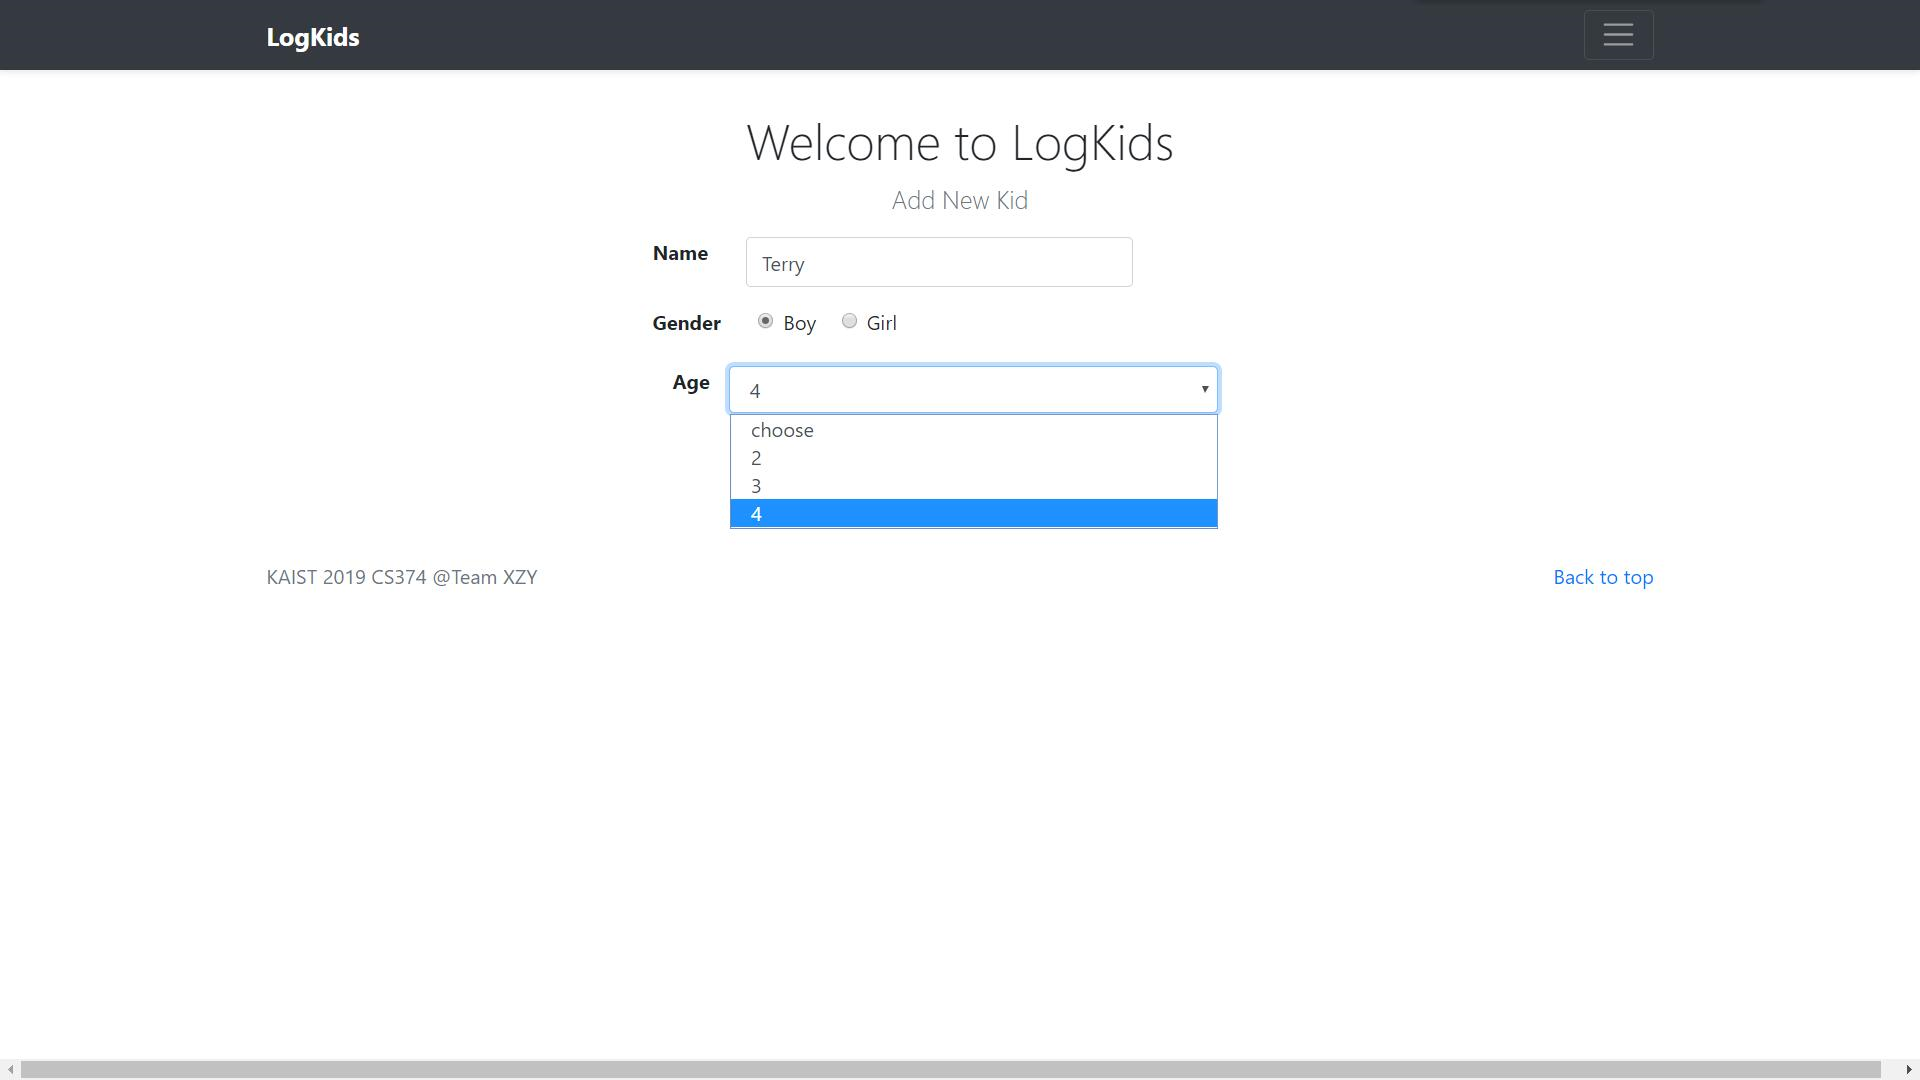 LogKids
Welcome to LogKids
Add New Kid
Name
Terry
Gender Boy Girl
Age 4
choose
2
3
4
KAIST 2019 CS374 @Team XZY Back to top